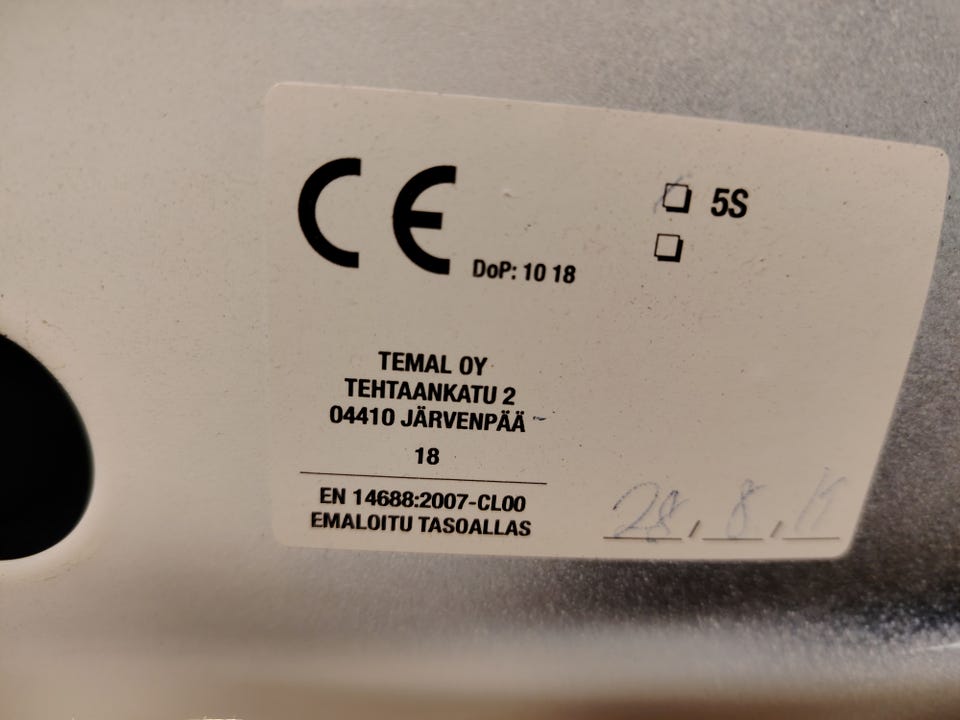 CE
DoP: 10 18
5S
TEMAL OY
TEHTAANKATU 2
04410 JÄRVENPÄÄ
18
EN 14688:2007-CL00
EMALOITU TASOALLAS
28, 8,